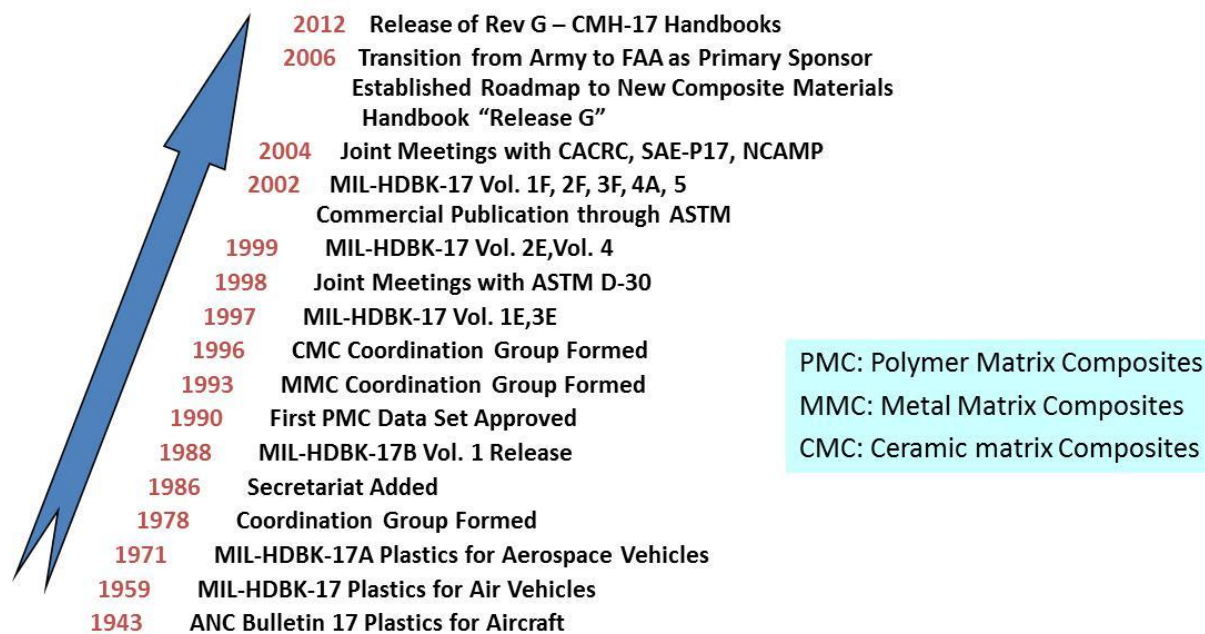 2012 Release of Rev G – CMH-17 Handbooks
2006 Transition from Army to FAA as Primary Sponsor
Established Roadmap to New Composite Materials
Handbook “Release G”
2004 Joint Meetings with CACRC, SAE-P17, NCAMP
2002 MIL-HDBK-17 Vol. 1F, 2F, 3F, 4A, 5
Commercial Publication through ASTM
1999 MIL-HDBK-17 Vol. 2E,Vol. 4
1998 Joint Meetings with ASTM D-30
1997 MIL-HDBK-17 Vol. 1E,3E
1996 CMC Coordination Group Formed
1993 MMC Coordination Group Formed
1990 First PMC Data Set Approved
1988 MIL-HDBK-17B Vol. 1 Release
1986 Secretariat Added
1978 Coordination Group Formed
1971 MIL-HDBK-17A Plastics for Aerospace Vehicles
1959 MIL-HDBK-17 Plastics for Air Vehicles
1943 ANC Bulletin 17 Plastics for Aircraft
PMC: Polymer Matrix Composites
MMC: Metal Matrix Composites
CMC: Ceramic matrix Composites